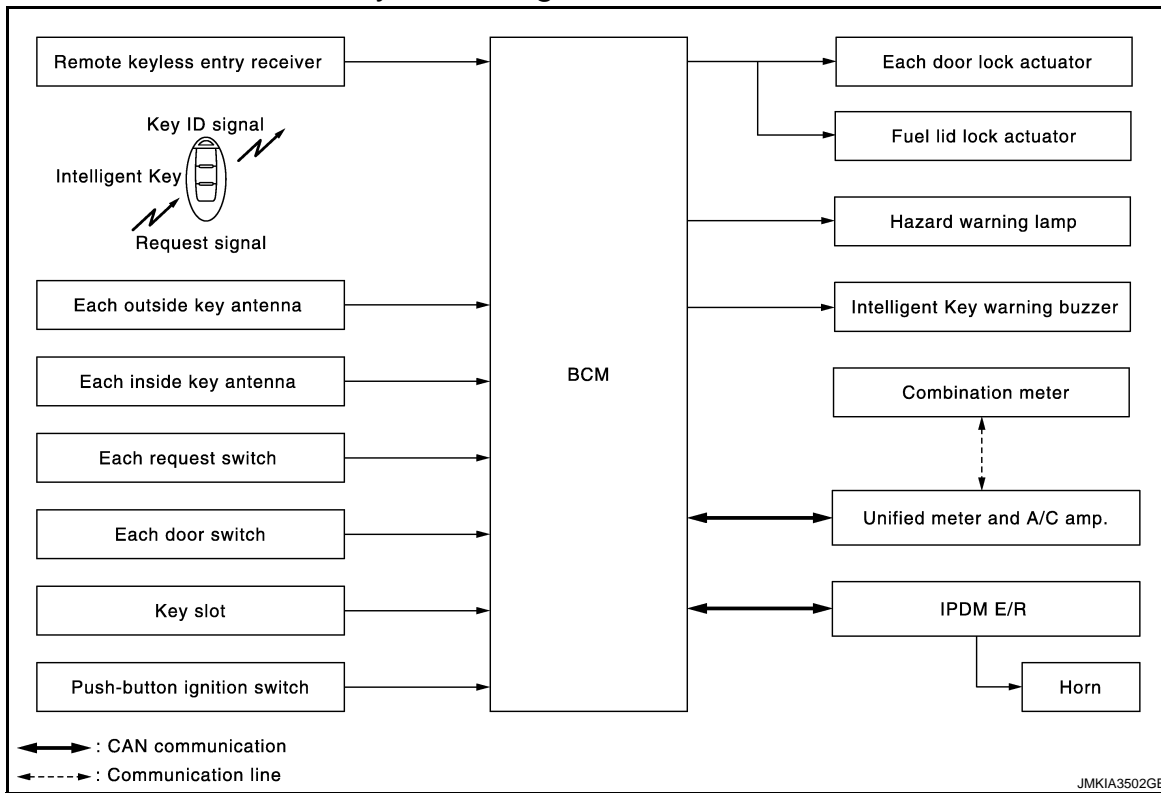 Remote keyless entry receiver
Key ID signal
Intelligent Key
Request signal
Each outside key antenna
Each inside key antenna
Each request switch
Each door switch
Key slot
Push-button ignition switch
BCM
Each door lock actuator
Fuel lid lock actuator
Hazard warning lamp
Intelligent Key warning buzzer
Combination meter
Unified meter and A/C amp.
IPDM E/R
Horn
: CAN communication
: Communication line